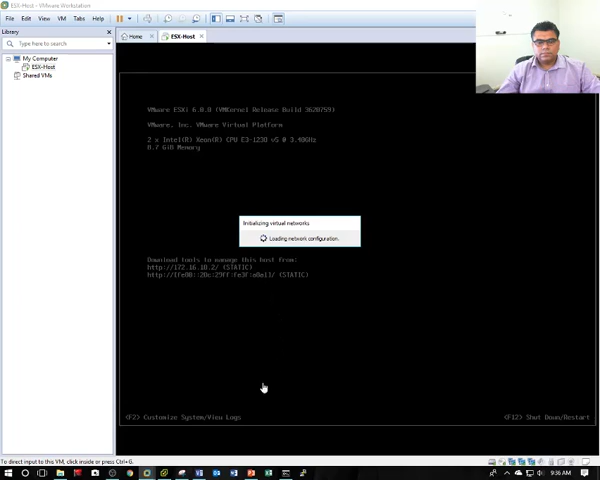 ESX-Host - VMware Workstation
File Edit View VM Tabs Help
Library
Type here to search
My Computer
ESX-Host
Shared VMs
Home
ESX-Host
VMware ESXi 6.0.0 (VMKernel Release Build 3620759)
VMware, Inc. VMware Virtual Platform
2 x Intel(R) Xeon(R) CPU E3-1230 v5 @ 3.40GHz
8.7 GiB Memory
Initializing virtual networks
Loading network configuration.
Download tools to manage this host from:
http://172.16.10.2/ (STATIC)
(STATIC)
<F2> Customize System/View Logs
<F12> Shut Down/Restart
To direct input to this VM, click inside or press Ctrl+G.
9:36 AM